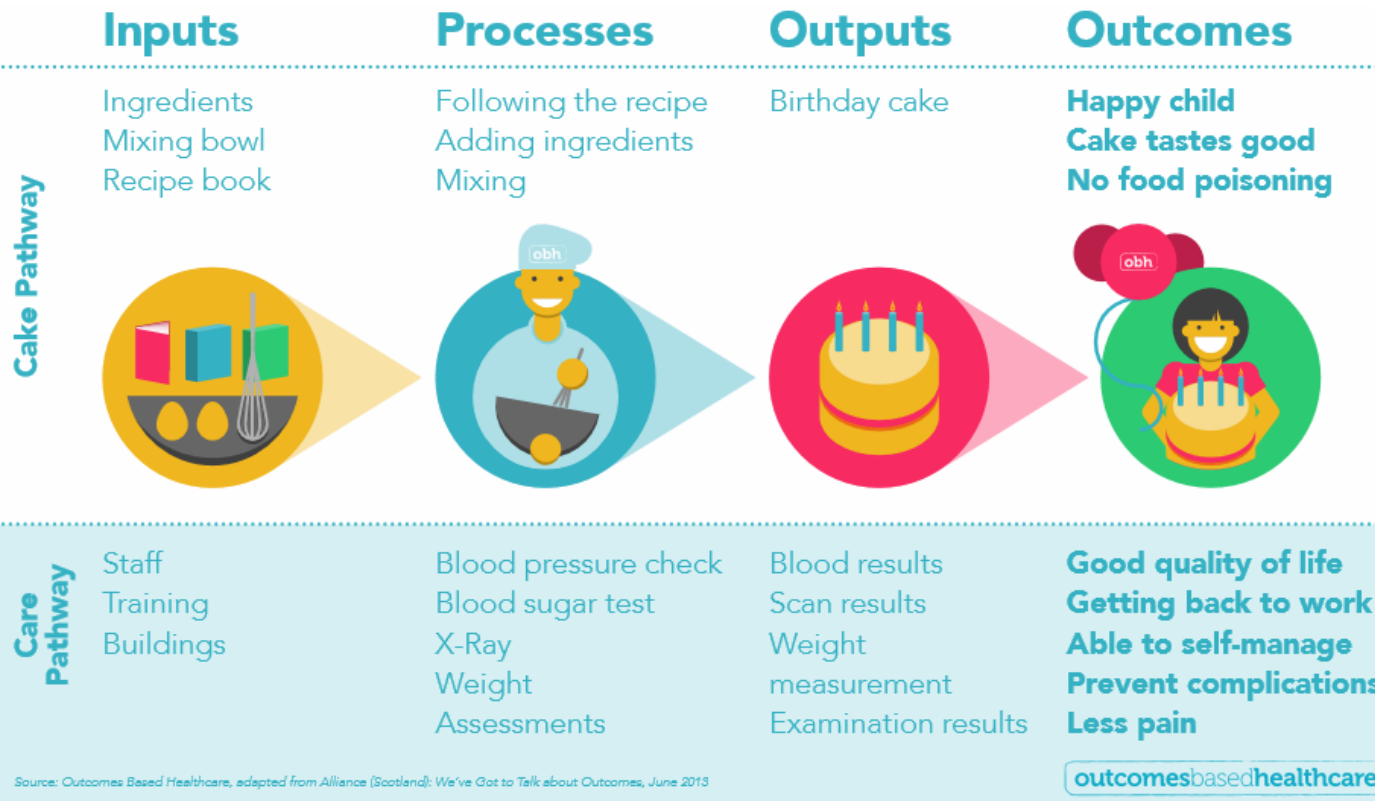 Inputs Processes Outputs Outcomes
Cake Pathway
Ingredients
Mixing bowl
Recipe book
Following the recipe
Adding ingredients
Mixing
Birthday cake
Happy child
Cake tastes good
No food poisoning
obh
obh
Care
Pathway
Staff
Training
Buildings
Blood pressure check
Blood sugar test
X-Ray
Weight
Assessments
Blood results
Scan results
Weight
measurement
Examination results
Good quality of life
Getting back to work
Able to self-manage
Prevent complications
Less pain
Source: Outcomes Based Healthcare, adapted from Alliance (Scotland): We've Got to Talk about Outcomes, June 2013
outcomesbasedhealthcare